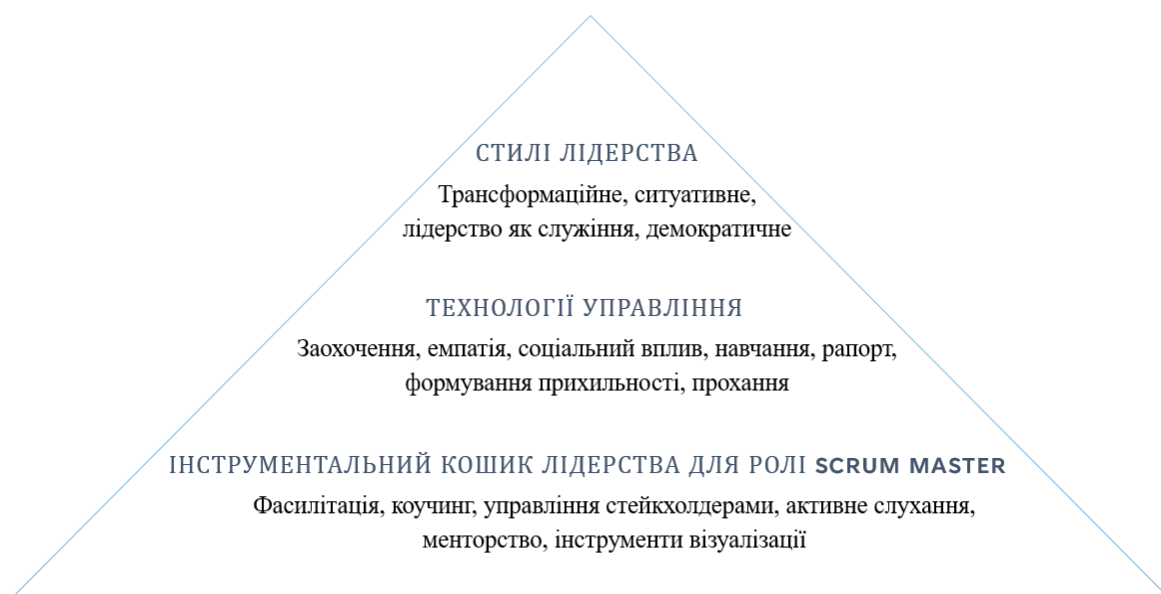 СТИЛІ ЛІДЕРСТВА
Трансформаційне, ситуативне,
лідерство як служіння, демократичне
ТЕХНОЛОГІЇ УПРАВЛІННЯ
Заохочення, емпатія, соціальний вплив, навчання, рапорт,
формування прихильності, прохання
ІНСТРУМЕНТАЛЬНИЙ КОШИК ЛІДЕРСТВА ДЛЯ РОЛІ SCRUM MASTER
Фасилітація, коучинг, управління стейкхолдерами, активне слухання,
менторство, інструменти візуалізації